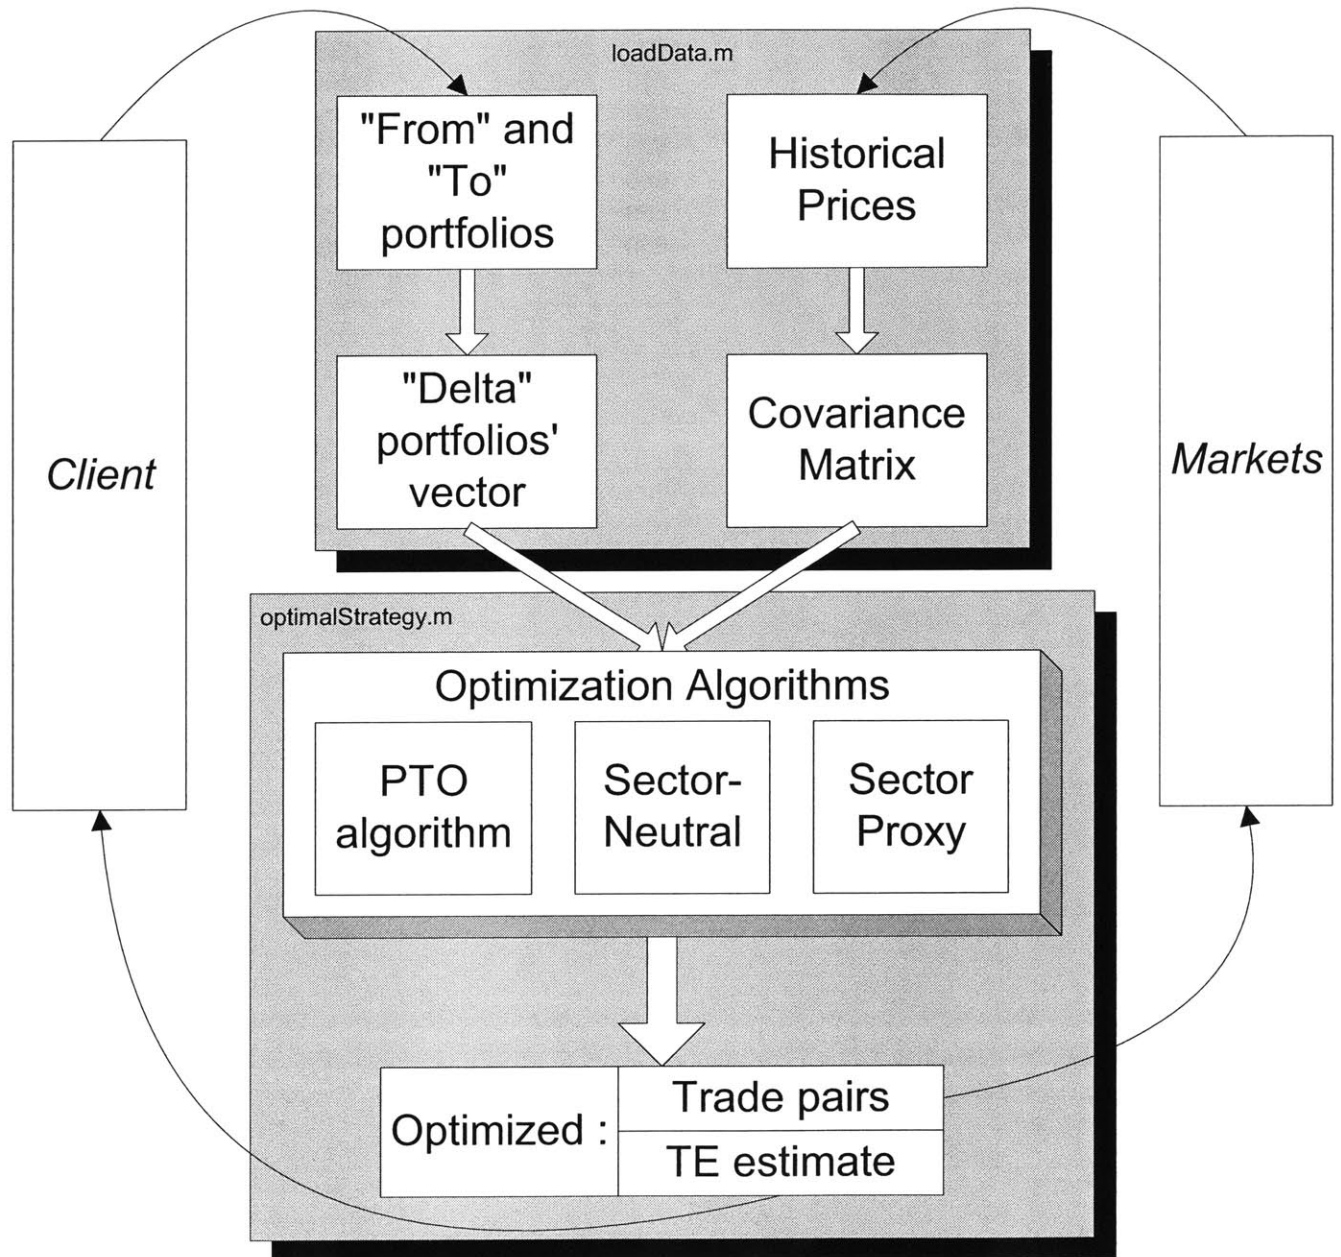 loadData.m
"From" and
"To"
portfolios
Historical
Prices
"Delta"
portfolios'
vector
Covariance
Matrix
Client
Markets
optimalStrategy.m
Optimization Algorithms
PTO
algorithm
Sector-
Neutral
Sector
Proxy
Optimized :
Trade pairs
TE estimate